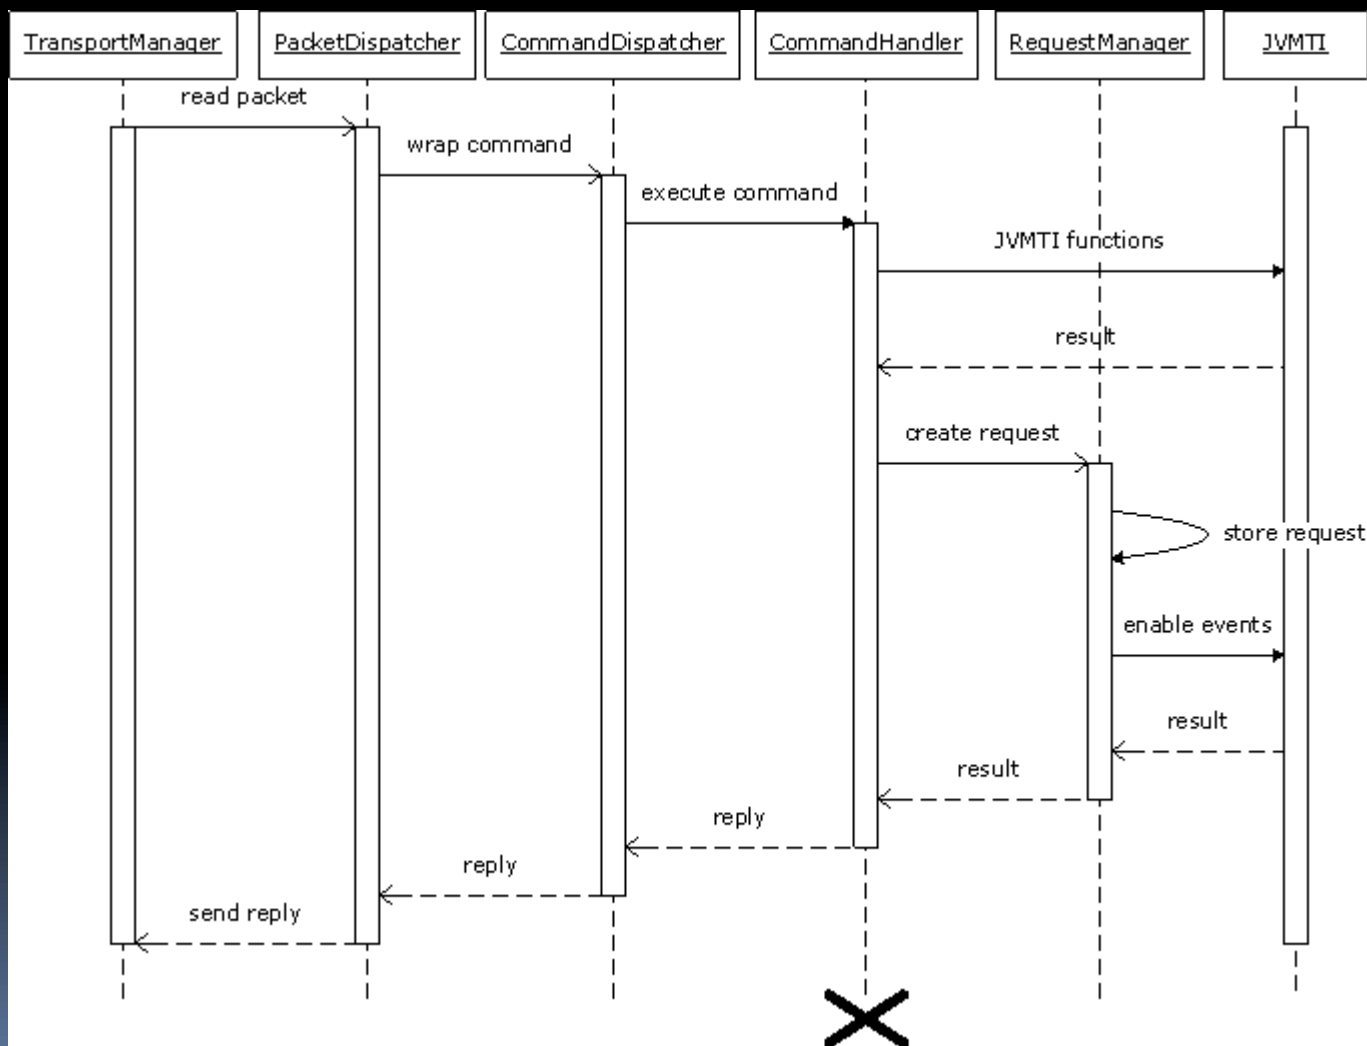 TransportManager
PacketDispatcher
CommandDispatcher
CommandHandler
RequestManager
JVMTI
read packet
wrap command
execute command
JVMTI functions
result
create request
store request
enable events
result
result
reply
reply
send reply